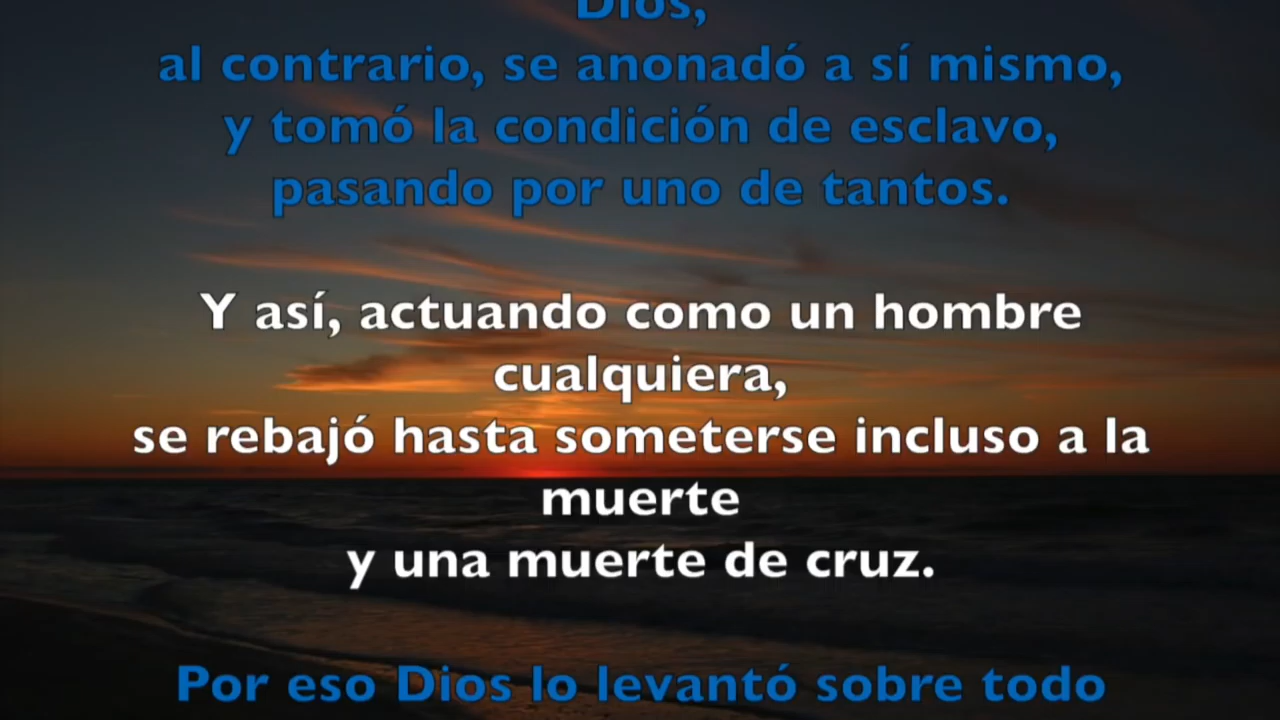 Dios,
al contrario, se anonadó a sí mismo,
y tomó la condición de esclavo,
pasando por uno de tantos.
Y así, actuando como un hombre
cualquiera,
se rebajó hasta someterse incluso a la
muerte
y una muerte de cruz.
Por eso Dios lo levantó sobre todo